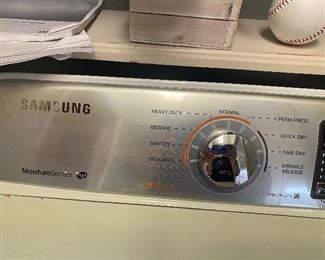 SAMSUNG
HEAVY DUTY
NORMAL
PERM PRESS
BEDDING
QUICK DRY
SANITIZE
TIME DRY
DELICATES
WRINKLE
RELEASE
MoistureSensor